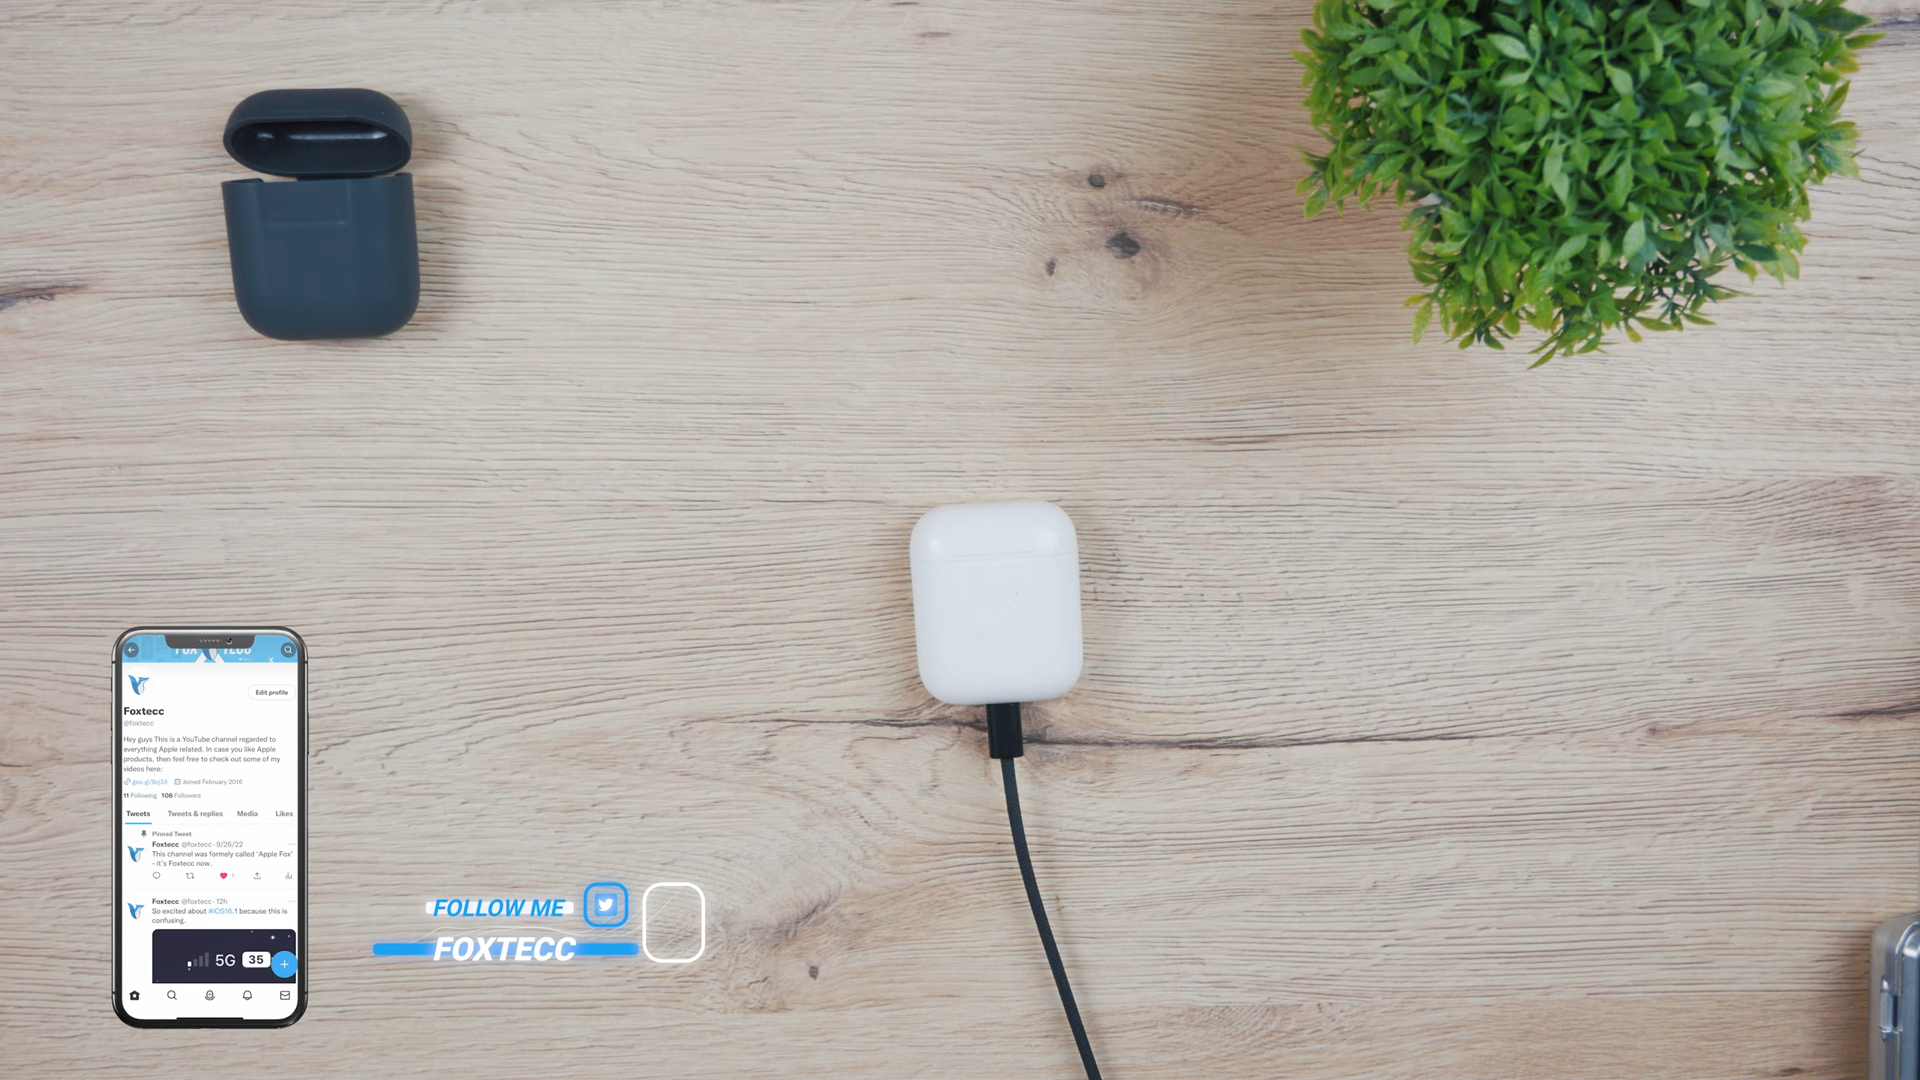 Edit profile
Foxtecc
@foxtecc
Hey guys This is a YouTube channel regarded to
everything Apple related. In case you like Apple
products, then feel free to check out some of my
videos here:
Joined February 2016
11 Following 108 Followers
Tweets Tweets & replies Media Likes
Pinned Tweet
Foxtecc @foxtecc · 9/26/22
This channel was formely called 'Apple Fox'
- it's Foxtecc now.
1
Foxtecc @foxtecc · 12h
So excited about #iOS16.1 because this is
confusing.
5G 35
FOLLOW ME
FOXTECC